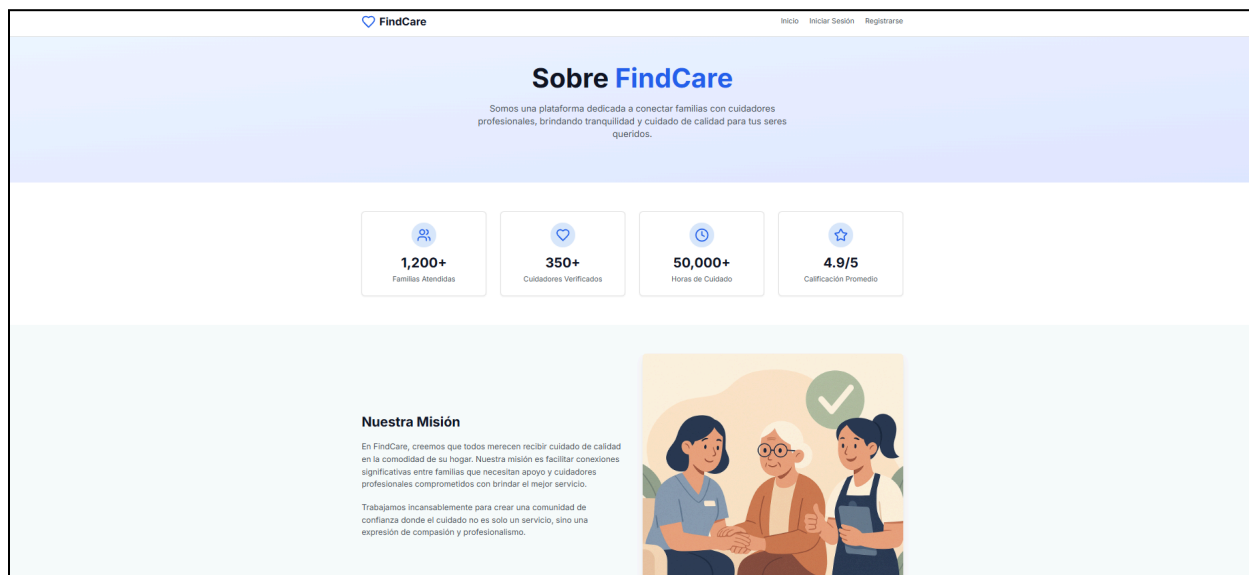 FindCare
Inicio Iniciar Sesión Registrarse
Sobre FindCare
Somos una plataforma dedicada a conectar familias con cuidadores
profesionales, brindando tranquilidad y cuidado de calidad para tus seres
queridos.
1,200+
Familias Atendidas
350+
Cuidadores Verificados
50,000+
Horas de Cuidado
4.9/5
Calificación Promedio
Nuestra Misión
En FindCare, creemos que todos merecen recibir cuidado de calidad
en la comodidad de su hogar. Nuestra misión es facilitar conexiones
significativas entre familias que necesitan apoyo y cuidadores
profesionales comprometidos con brindar el mejor servicio.
Trabajamos incansablemente para crear una comunidad de
confianza donde el cuidado no es solo un servicio, sino una
expresión de compasión y profesionalismo.